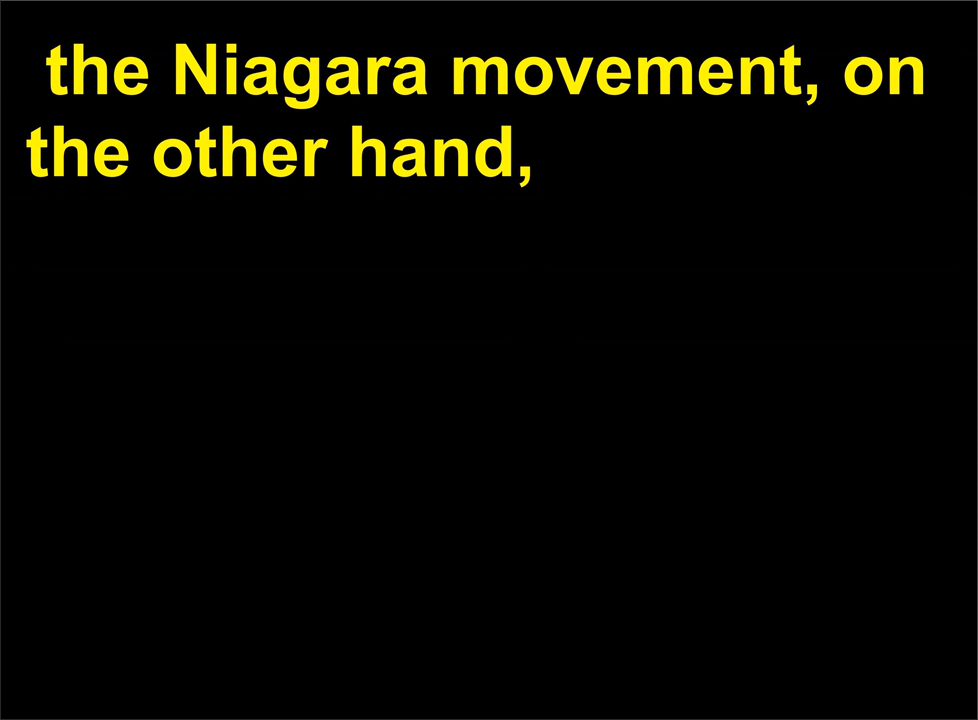 the Niagara movement, on
the other hand,